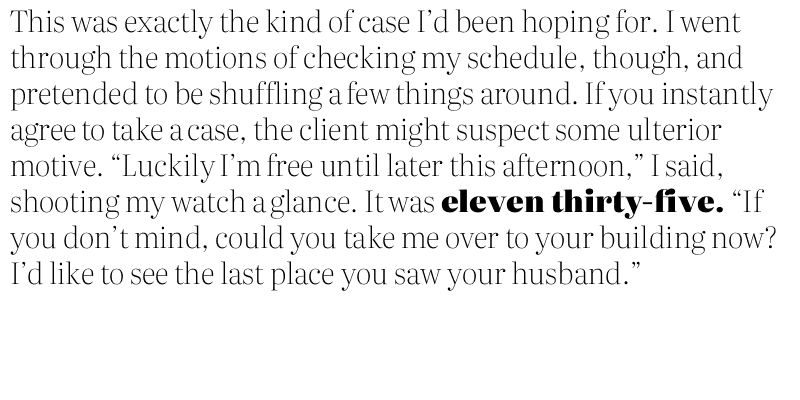 This was exactly the kind of case I’d been hoping for. I went
through the motions of checking my schedule, though, and
pretended to be shuffling a few things around. If you instantly
agree to take a case, the client might suspect some ulterior
motive. “Luckily I’m free until later this afternoon,” I said,
shooting my watch a glance. It was eleven thirty-five. “If
you don’t mind, could you take me over to your building now?
I’d like to see the last place you saw your husband.”